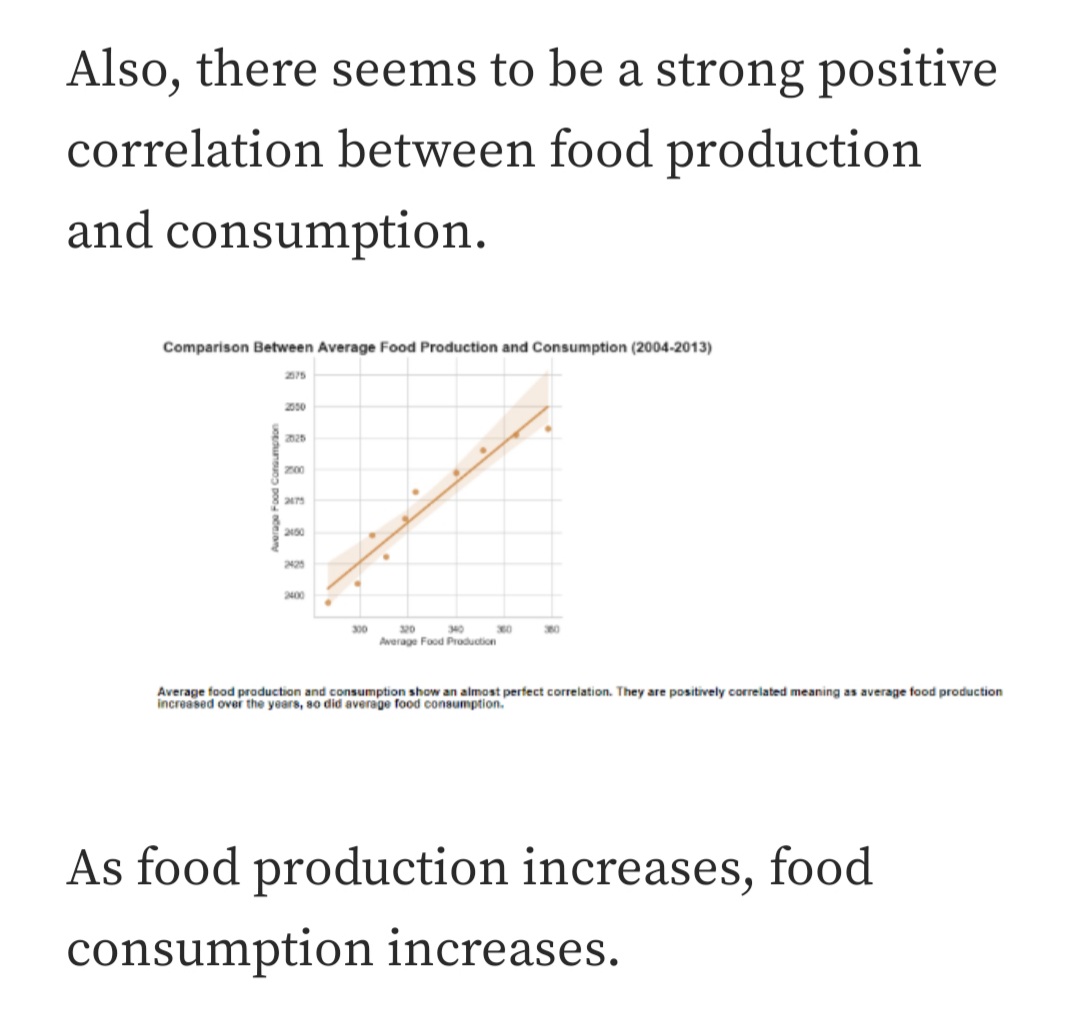 Also, there seems to be a strong positive
correlation between food production
and consumption.
Comparison Between Average Food Production and Consumption (2004-2013)
2575
2550
2525
2500
2475
2450
2425
2400
Average Food Consumption
300 320 340 360 380
Average Food Production
Average food production and consumption show an almost perfect correlation. They are positively correlated meaning as average food production
increased over the years, so did average food consumption.
As food production increases, food
consumption increases.